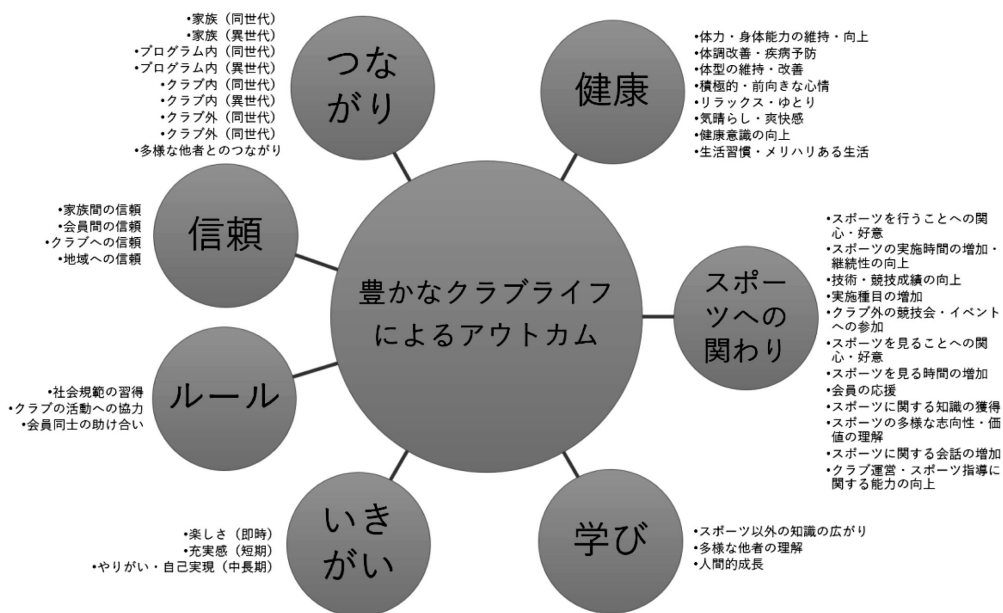 •家族（同世代）
•家族（異世代）
•プログラム内（同世代）
•プログラム内（異世代）
•クラブ内（同世代）
•クラブ内（異世代）
•クラブ外（同世代）
•クラブ外（同世代）
•多様な他者とのつながり
つな
がり
健康
•体力・身体能力の維持・向上
•体調改善・疾病予防
•体型の維持・改善
•積極的・前向きな心情
•リラックス・ゆとり
•気晴らし・爽快感
•健康意識の向上
•生活習慣・メリハリある生活
•家族間の信頼
•会員間の信頼
•クラブへの信頼
•地域への信頼
信頼
豊かなクラブライフ
によるアウトカム
スポー
ツへの
関わり
•スポーツを行うことへの関
心・好意
•スポーツの実施時間の増加・
継続性の向上
•技術・競技成績の向上
•実施種目の増加
•クラブ外の競技会・イベント
への参加
•スポーツを見ることへの関
心・好意
•スポーツを見る時間の増加
•会員の応援
•スポーツに関する知識の獲得
•スポーツの多様な志向性・価
値の理解
•スポーツに関する会話の増加
•クラブ運営・スポーツ指導に
関する能力の向上
•社会規範の習得
•クラブの活動への協力
•会員同士の助け合い
ルール
•楽しさ（即時）
•充実感（短期）
•やりがい・自己実現（中長期）
いき
がい
学び
•スポーツ以外の知識の広がり
•多様な他者の理解
•人間的成長